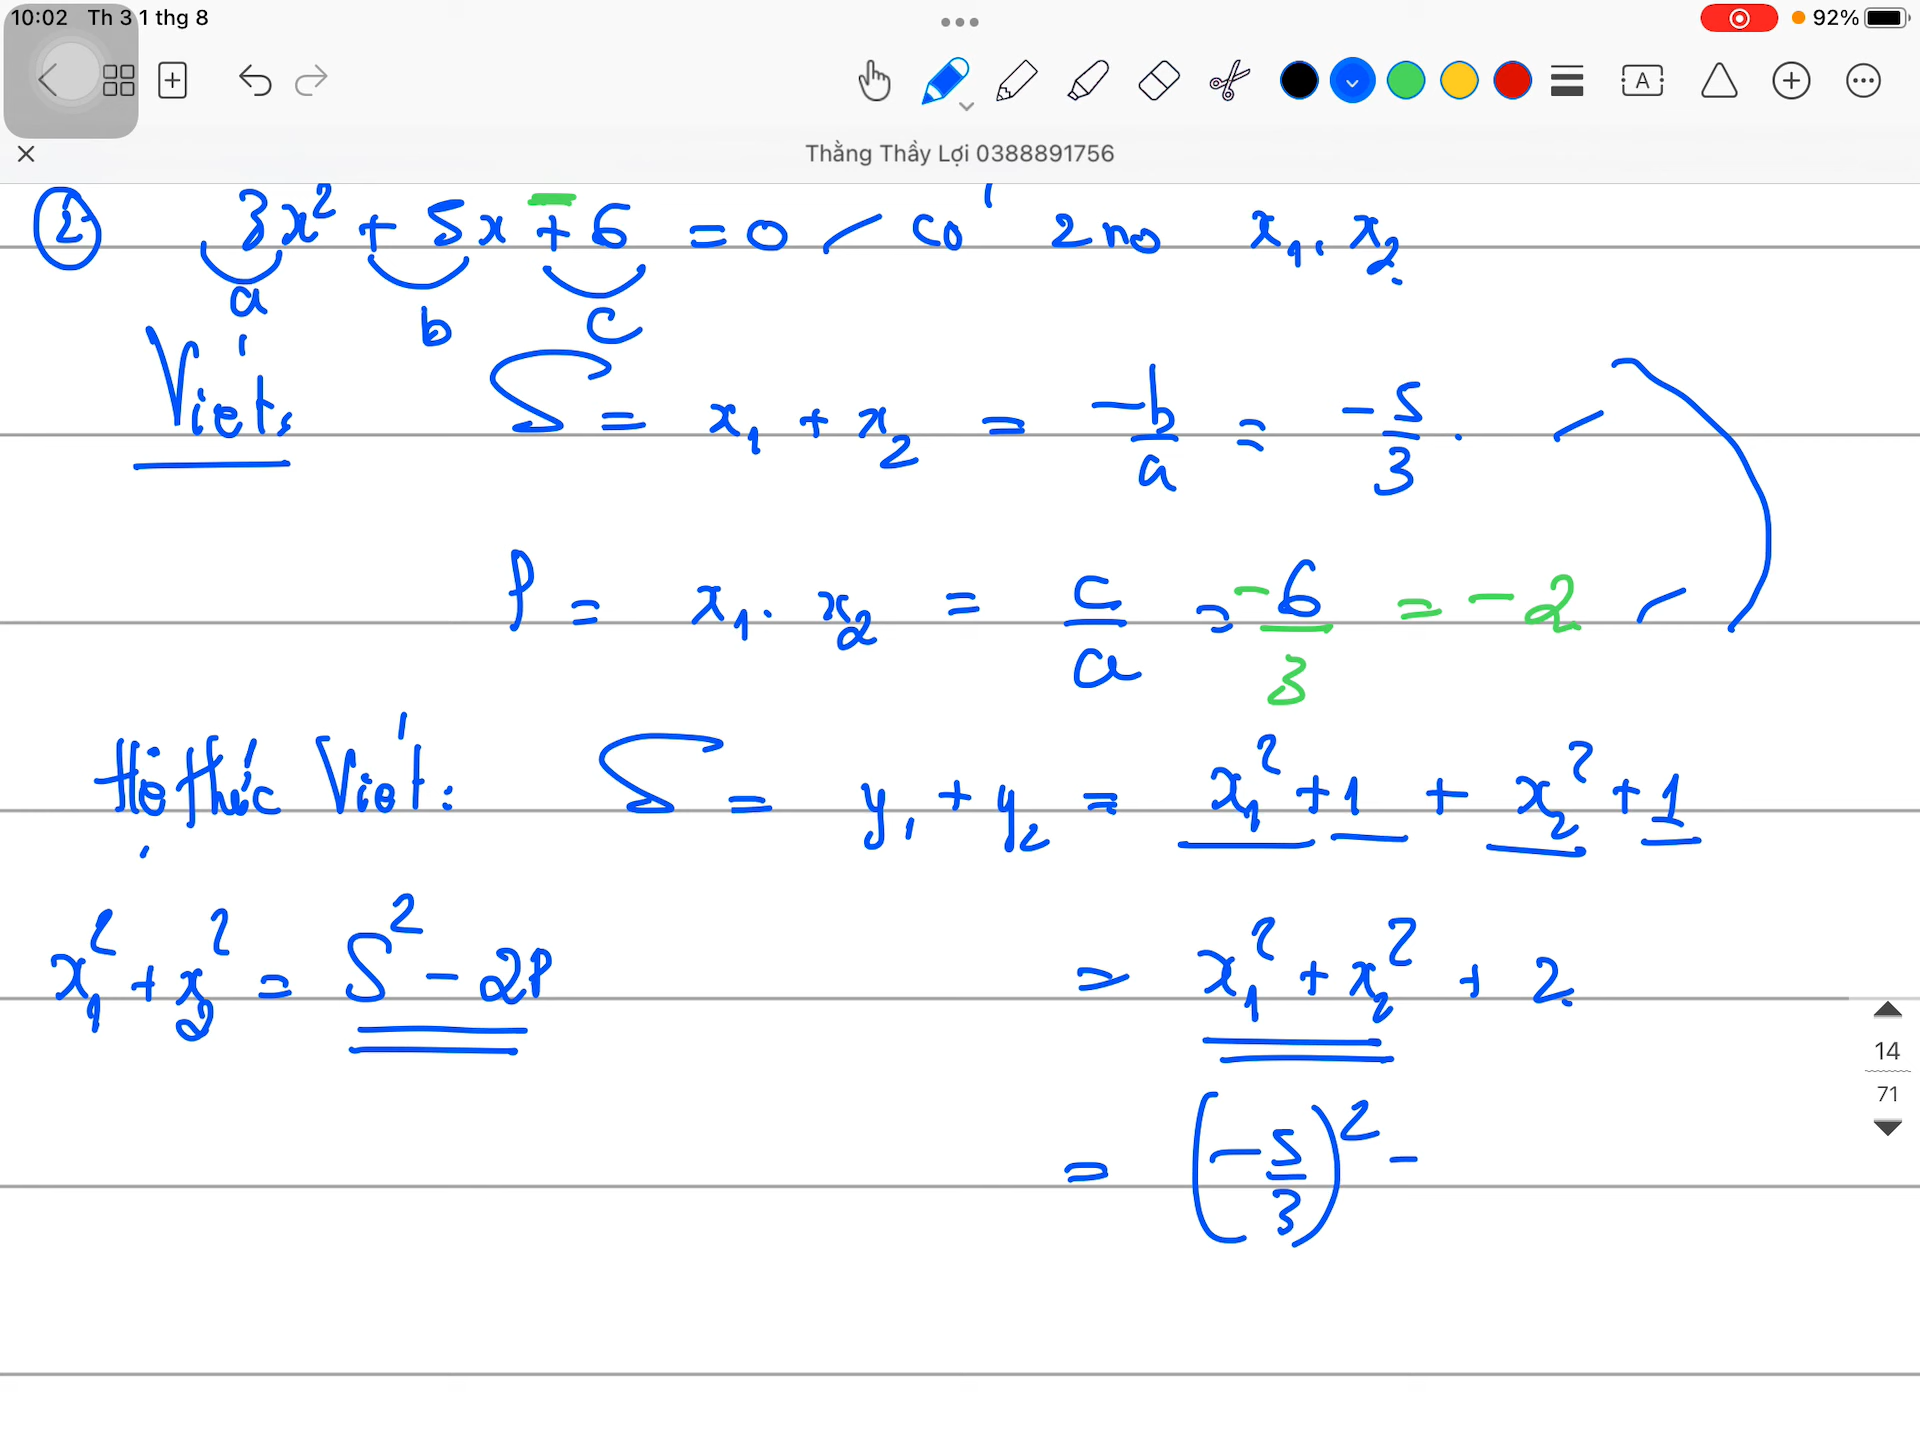 10:02 Th 3 1 thg 8 92%
A
Thằng Thầy Lợi 0388891756
② 3x² + 5x + 6 = 0 có 2 no x₁, x₂
a b c
Viét: S = x₁ + x₂ = -b/a = -5/3.
P = x₁. x₂ = c/a = -6/3 = -2
Hệ thức Viét: S = y₁ + y₂ = x₁² + 1 + x₂² + 1
x₁² + x₂² = S² - 2P = x₁² + x₂² + 2
14
71
= (-5/3)² -